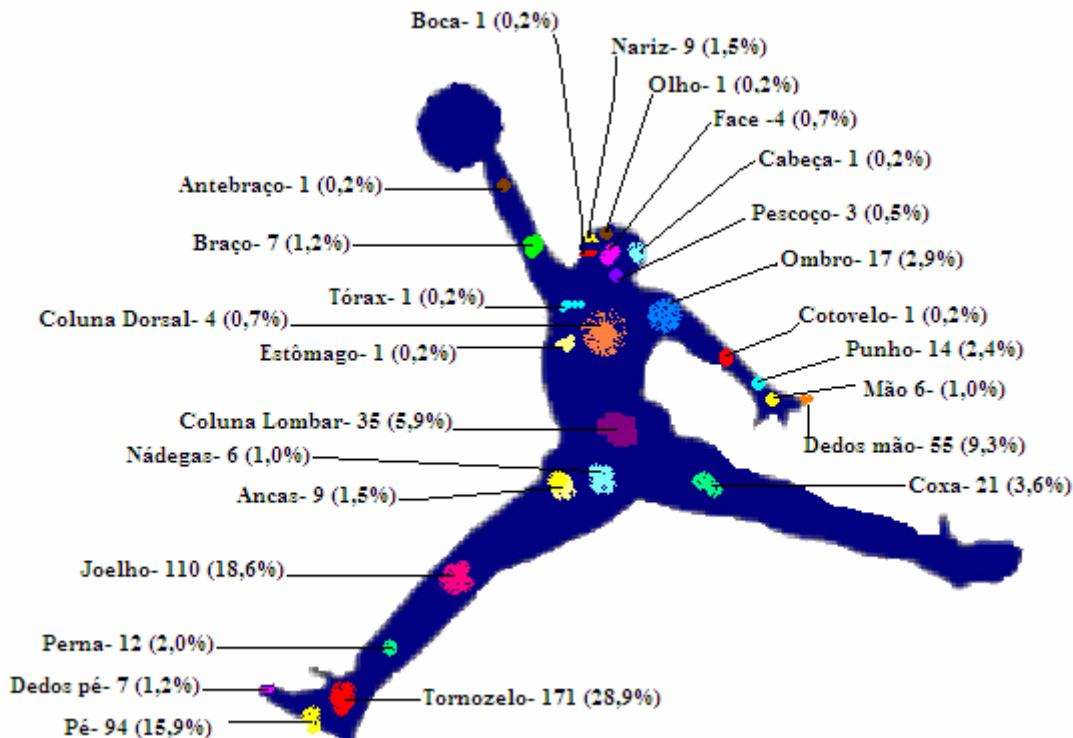 Boca- 1 (0,2%)
Nariz- 9 (1,5%)
Olho- 1 (0,2%)
Face -4 (0,7%)
Cabeça- 1 (0,2%)
Antebraço- 1 (0,2%)
Pescoço- 3 (0,5%)
Braço- 7 (1,2%)
Ombro- 17 (2,9%)
Tórax- 1 (0,2%)
Coluna Dorsal- 4 (0,7%)
Cotovelo- 1 (0,2%)
Estômago- 1 (0,2%)
Punho- 14 (2,4%)
Mão 6- (1,0%)
Coluna Lombar- 35 (5,9%)
Dedos mão- 55 (9,3%)
Nádegas- 6 (1,0%)
Ancas- 9 (1,5%)
Coxa- 21 (3,6%)
Joelho- 110 (18,6%)
Perna- 12 (2,0%)
Dedos pé- 7 (1,2%)
Tornozelo- 171 (28,9%)
Pé- 94 (15,9%)